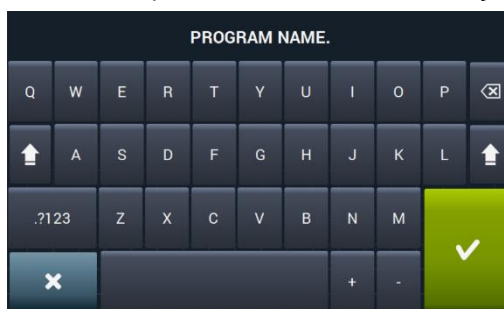 PROGRAM NAME.
Q W E R T Y U I O P
A S D F G H J K L
.?123 Z X C V B N M
+ -